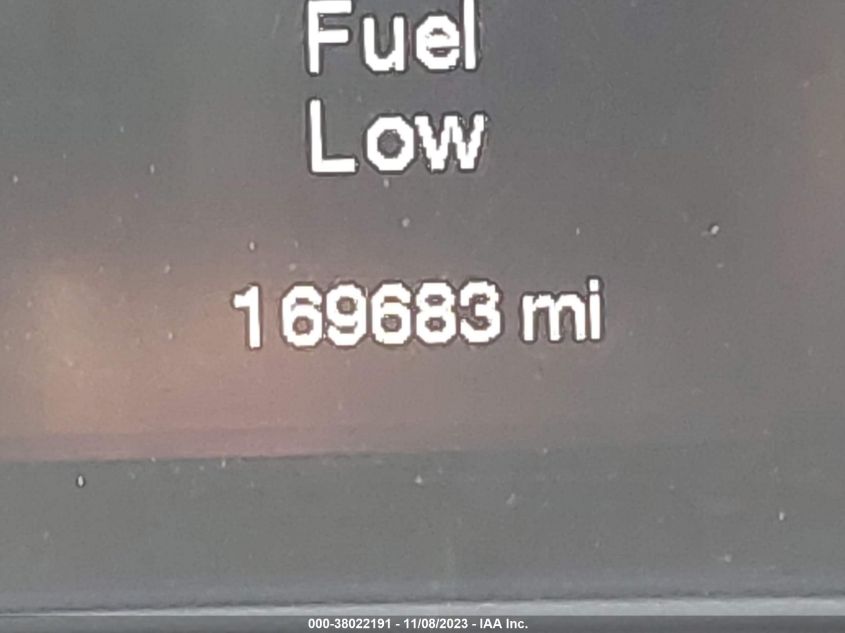 Fuel
Low
169683 mi
000-38022191 - 11/08/2023 - IAA Inc.